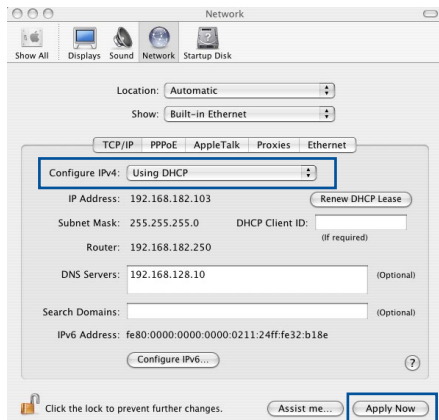 Network
Show All Displays Sound Network Startup Disk
Location: Automatic
Show: Built-in Ethernet
TCP/IP PPPoE AppleTalk Proxies Ethernet
Configure IPv4: Using DHCP
IP Address: 192.168.182.103 Renew DHCP Lease
Subnet Mask: 255.255.255.0 DHCP Client ID:
(If required)
Router: 192.168.182.250
DNS Servers: 192.168.128.10 (Optional)
Search Domains: (Optional)
IPv6 Address: fe80:0000:0000:0000:0211:24ff:fe32:b18e
Configure IPv6... ?
Click the lock to prevent further changes. Assist me... Apply Now